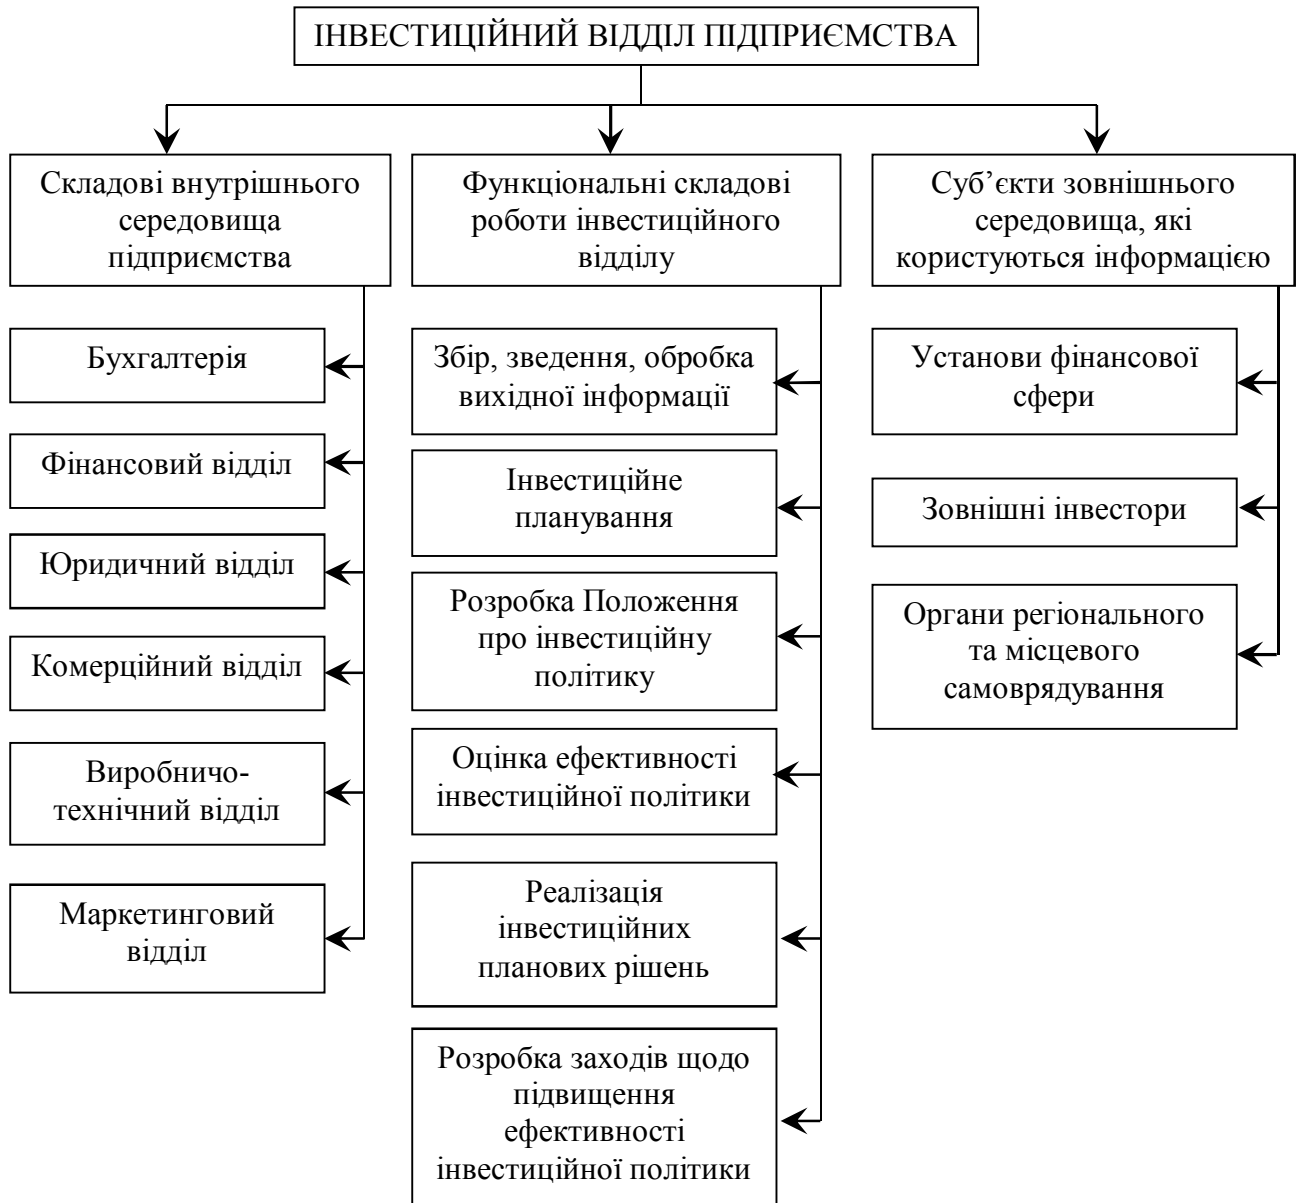 ІНВЕСТИЦІЙНИЙ ВІДДІЛ ПІДПРИЄМСТВА
Складові внутрішнього
середовища
підприємства
Бухгалтерія
Фінансовий відділ
Юридичний відділ
Комерційний відділ
Виробничо-
технічний відділ
Маркетинговий
відділ
Функціональні складові
роботи інвестиційного
відділу
Збір, зведення, обробка
вихідної інформації
Інвестиційне
планування
Розробка Положення
про інвестиційну
політику
Оцінка ефективності
інвестиційної політики
Реалізація
інвестиційних
планових рішень
Розробка заходів щодо
підвищення
ефективності
інвестиційної політики
Суб’єкти зовнішнього
середовища, які
користуються інформацією
Установи фінансової
сфери
Зовнішні інвестори
Органи регіонального
та місцевого
самоврядування